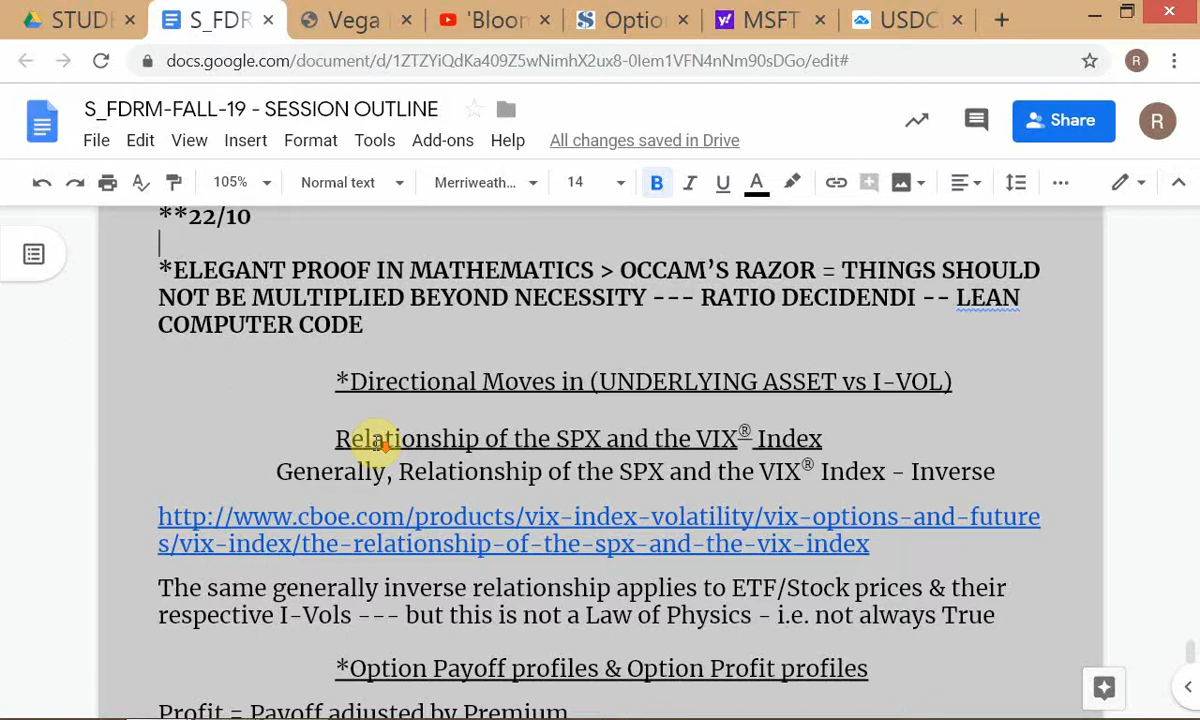 STUDE
S_FDR
Vega
'Bloon
Optio
MSFT
USDC
docs.google.com/document/d/1ZTZYiQdKa409Z5wNimhX2ux8-0Iem1VFN4nNm90sDGo/edit#
R
S_FDRM-FALL-19 - SESSION OUTLINE
File Edit View Insert Format Tools Add-ons Help All changes saved in Drive
Share
R
105% Normal text Merriweath... 14 B I U A
**22/10
*ELEGANT PROOF IN MATHEMATICS > OCCAM'S RAZOR = THINGS SHOULD
NOT BE MULTIPLIED BEYOND NECESSITY --- RATIO DECIDENDI -- LEAN
COMPUTER CODE
*Directional Moves in (UNDERLYING ASSET vs I-VOL)
Relationship of the SPX and the VIX® Index
Generally, Relationship of the SPX and the VIX® Index - Inverse
http://www.cboe.com/products/vix-index-volatility/vix-options-and-future
s/vix-index/the-relationship-of-the-spx-and-the-vix-index
The same generally inverse relationship applies to ETF/Stock prices & their
respective I-Vols --- but this is not a Law of Physics - i.e. not always True
*Option Payoff profiles & Option Profit profiles
Profit = Payoff adjusted by Premium